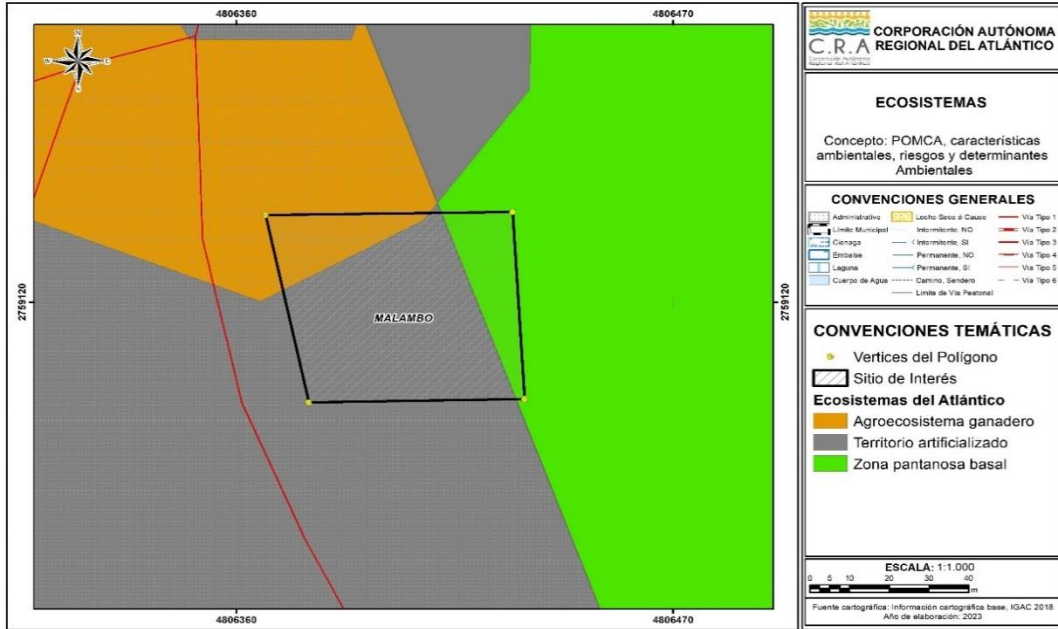 4806360
4806470
2759120
2759120
4806360
4806470
N
W
E
S
MALAMBO
C.R.A
Corporación Autónoma
Regional del Atlántico
CORPORACIÓN AUTÓNOMA
REGIONAL DEL ATLÁNTICO
ECOSISTEMAS
Concepto: POMCA, características
ambientales, riesgos y determinantes
Ambientales
CONVENCIONES GENERALES
Administrativo
Límite Municipal
Cienaga
Embalse
Laguna
Cuerpo de Agua
Lecho Seco ó Cauce
Intermitente, NO
Intermitente, SI
Permanente, NO
Permanente, SI
Camino, Sendero
Limite de Vía Peatonal
Vía Tipo 1
Vía Tipo 2
Vía Tipo 3
Vía Tipo 4
Vía Tipo 5
Vía Tipo 6
CONVENCIONES TEMÁTICAS
Vertices del Polígono
Sitio de Interés
Ecosistemas del Atlántico
Agroecosistema ganadero
Territorio artificializado
Zona pantanosa basal
ESCALA: 1:1.000
0 5 10 20 30 40
m
Fuente cartográfica: Información cartográfica base, IGAC 2018
Año de elaboración: 2023